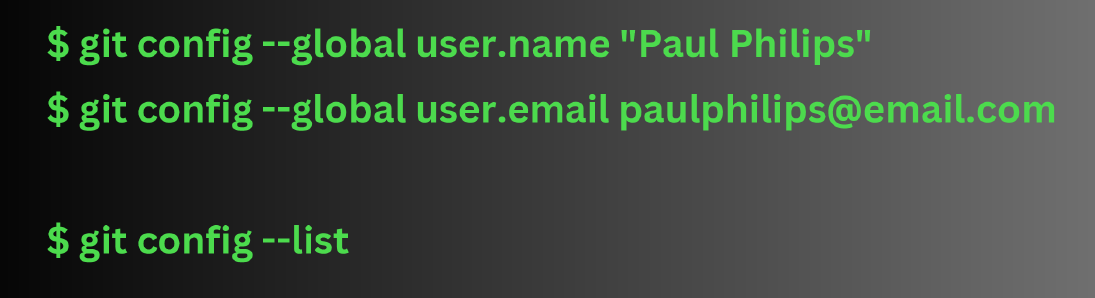 $ git config --global user.name "Paul Philips"
$ git config --global user.email paulphilips@email.com
$ git config --list